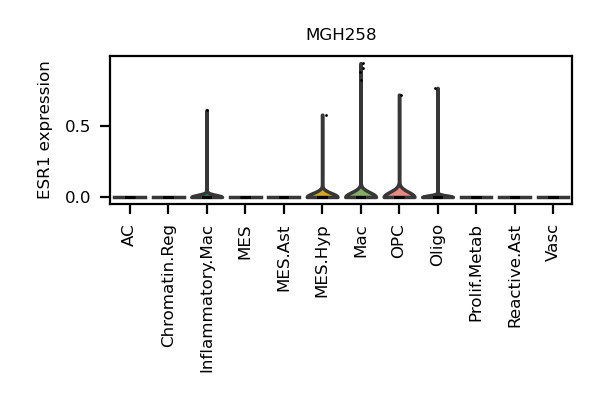 MGH258
ESR1 expression
0.5
0.0
AC
Chromatin.Reg
Inflammatory.Mac
MES
MES.Ast
MES.Hyp
Mac
OPC
Oligo
Prolif.Metab
Reactive.Ast
Vasc